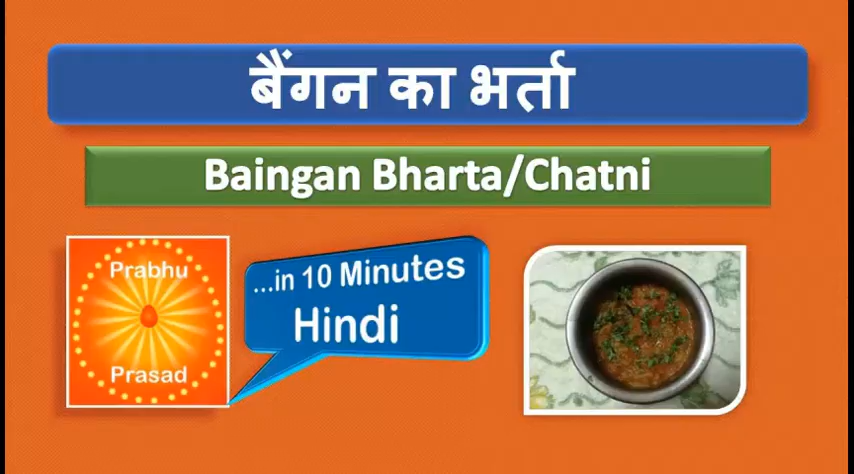 बैंगन का भर्ता
Baingan Bharta/Chatni
Prabhu
Prasad
...in 10 Minutes
Hindi